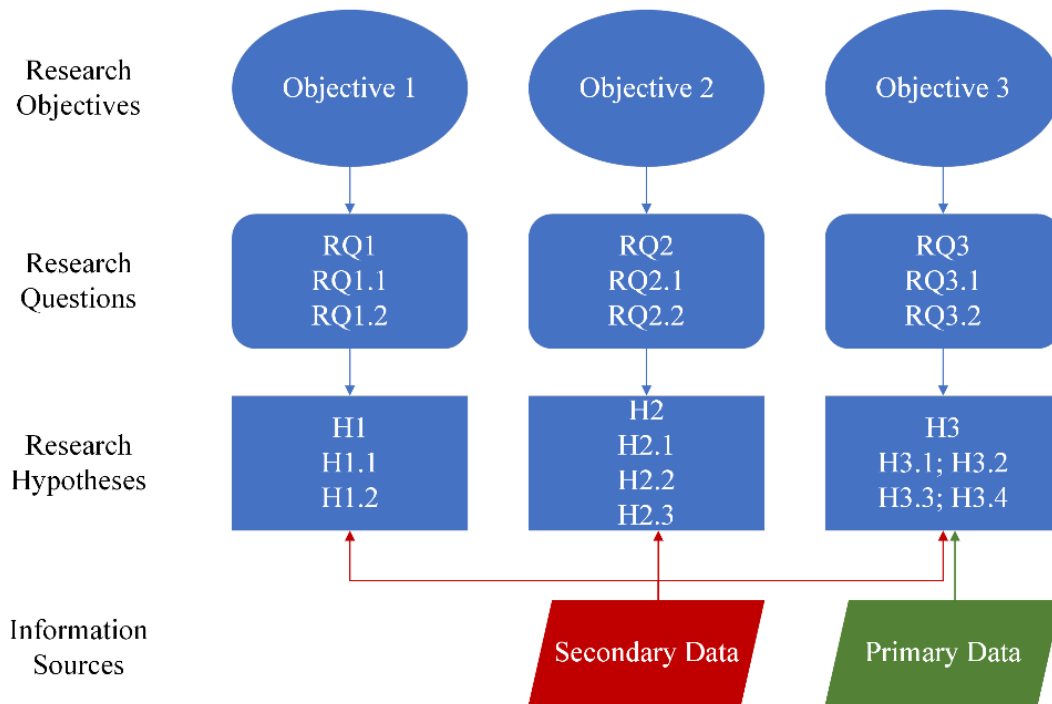 Research
Objectives
Objective 1
Objective 2
Objective 3
Research
Questions
RQ1
RQ1.1
RQ1.2
RQ2
RQ2.1
RQ2.2
RQ3
RQ3.1
RQ3.2
Research
Hypotheses
H1
H1.1
H1.2
H2
H2.1
H2.2
H2.3
H3
H3.1; H3.2
H3.3; H3.4
Information
Sources
Secondary Data
Primary Data